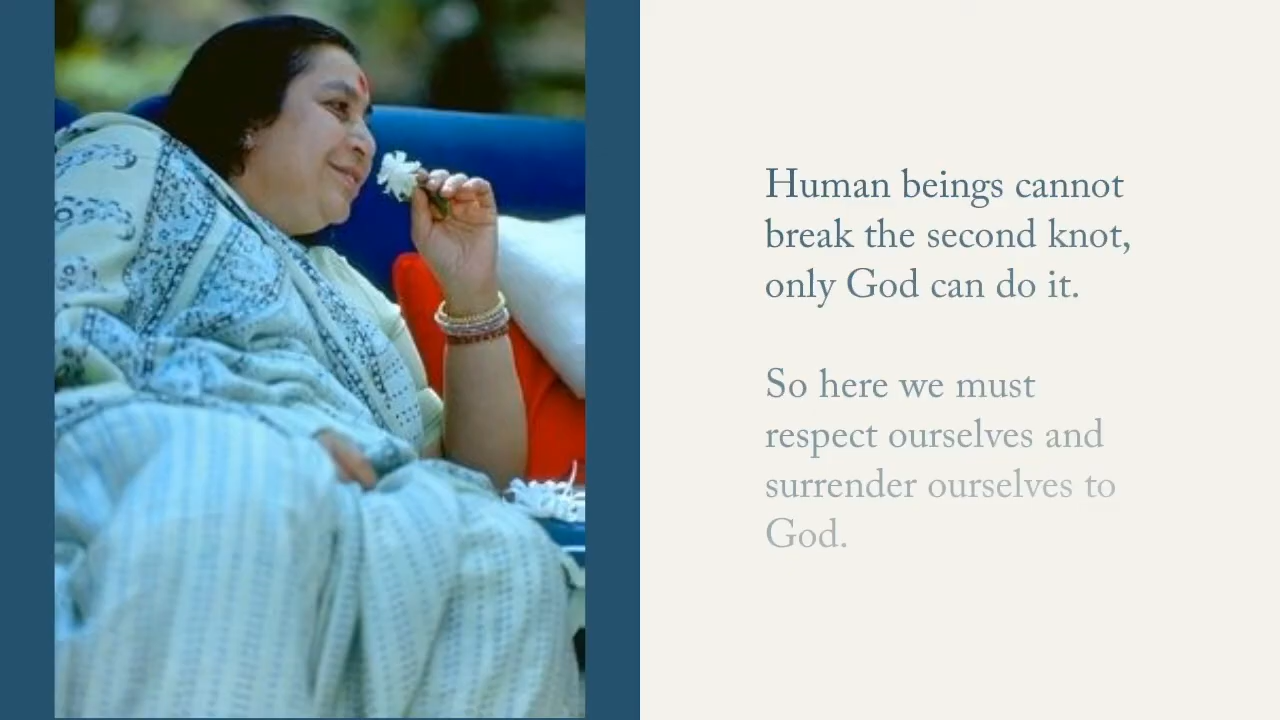 Human beings cannot
break the second knot,
only God can do it.
So here we must
respect ourselves and
surrender ourselves to
God.